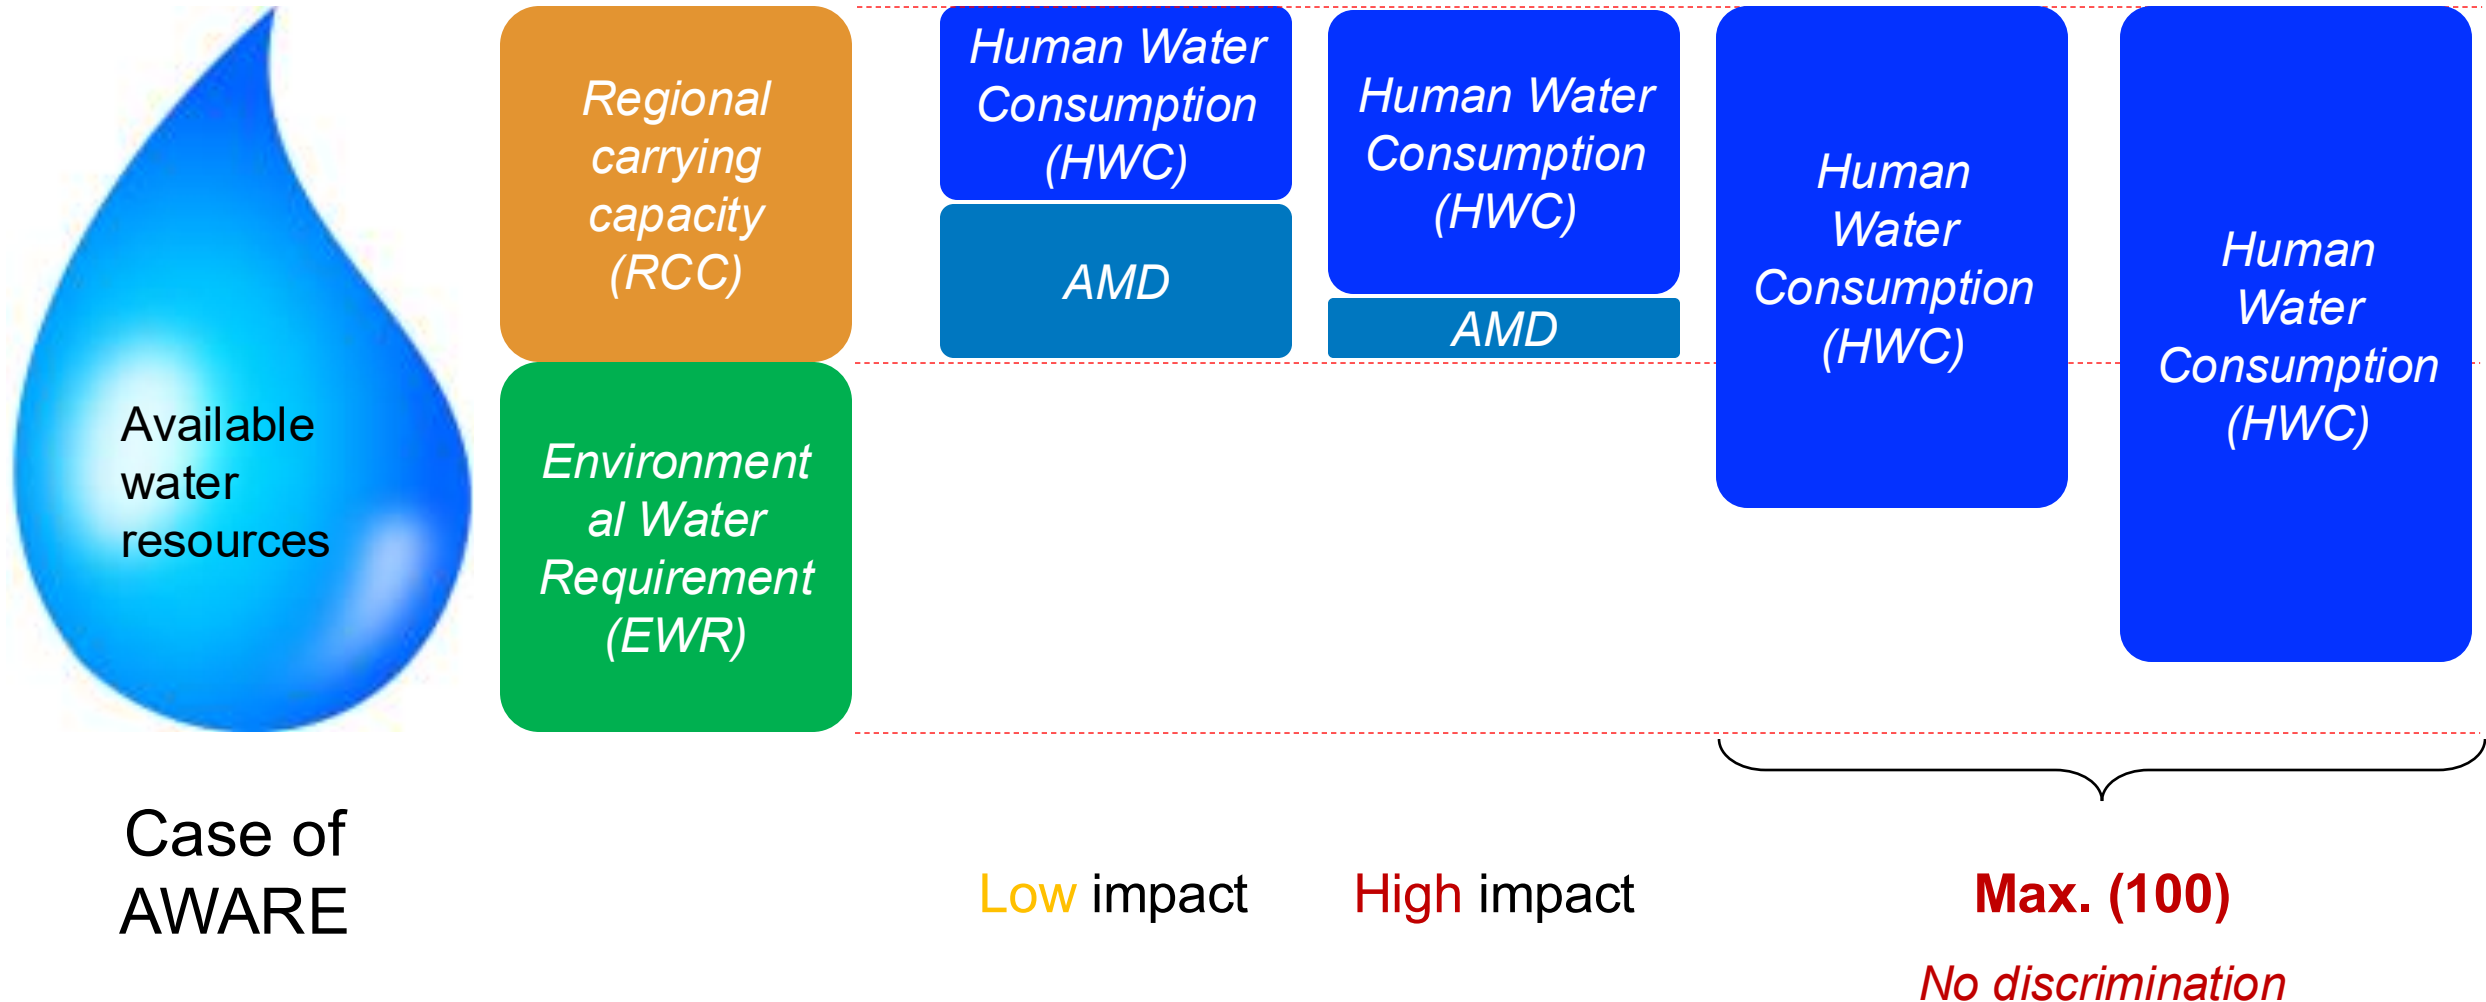 Available
water
resources
Regional
carrying
capacity
(RCC)
Environment
al Water
Requirement
(EWR)
Human Water
Consumption
(HWC)
AMD
Human Water
Consumption
(HWC)
AMD
Human
Water
Consumption
(HWC)
Human
Water
Consumption
(HWC)
Case of
AWARE
Low impact
High impact
Max. (100)
No discrimination